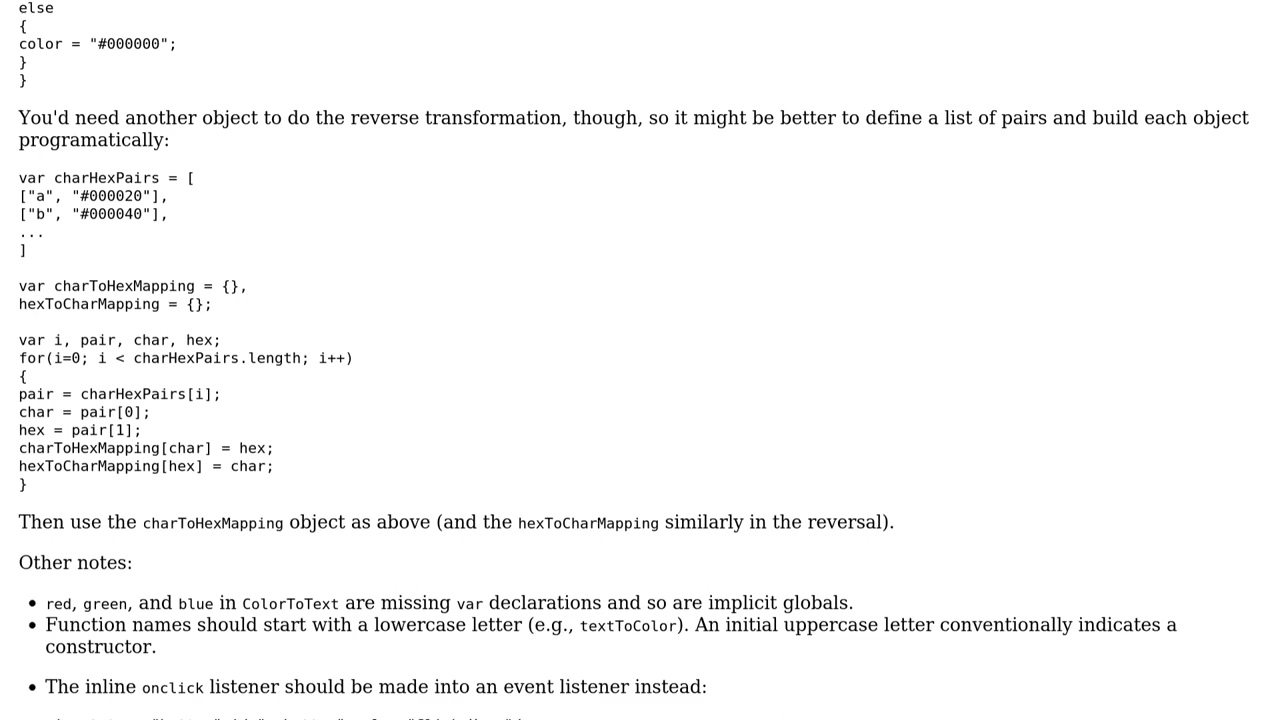 else
{
color = "#000000";
}
}
You'd need another object to do the reverse transformation, though, so it might be better to define a list of pairs and build each object
programatically:
var charHexPairs = [
["a", "#000020"],
["b", "#000040"],
...
]
var charToHexMapping = {},
hexToCharMapping = {};
var i, pair, char, hex;
for(i=0; i < charHexPairs.length; i++)
{
pair = charHexPairs[i];
char = pair[0];
hex = pair[1];
charToHexMapping[char] = hex;
hexToCharMapping[hex] = char;
}
Then use the charToHexMapping object as above (and the hexToCharMapping similarly in the reversal).
Other notes:
• red, green, and blue in ColorToText are missing var declarations and so are implicit globals.
• Function names should start with a lowercase letter (e.g., textToColor). An initial uppercase letter conventionally indicates a
constructor.
• The inline onclick listener should be made into an event listener instead: